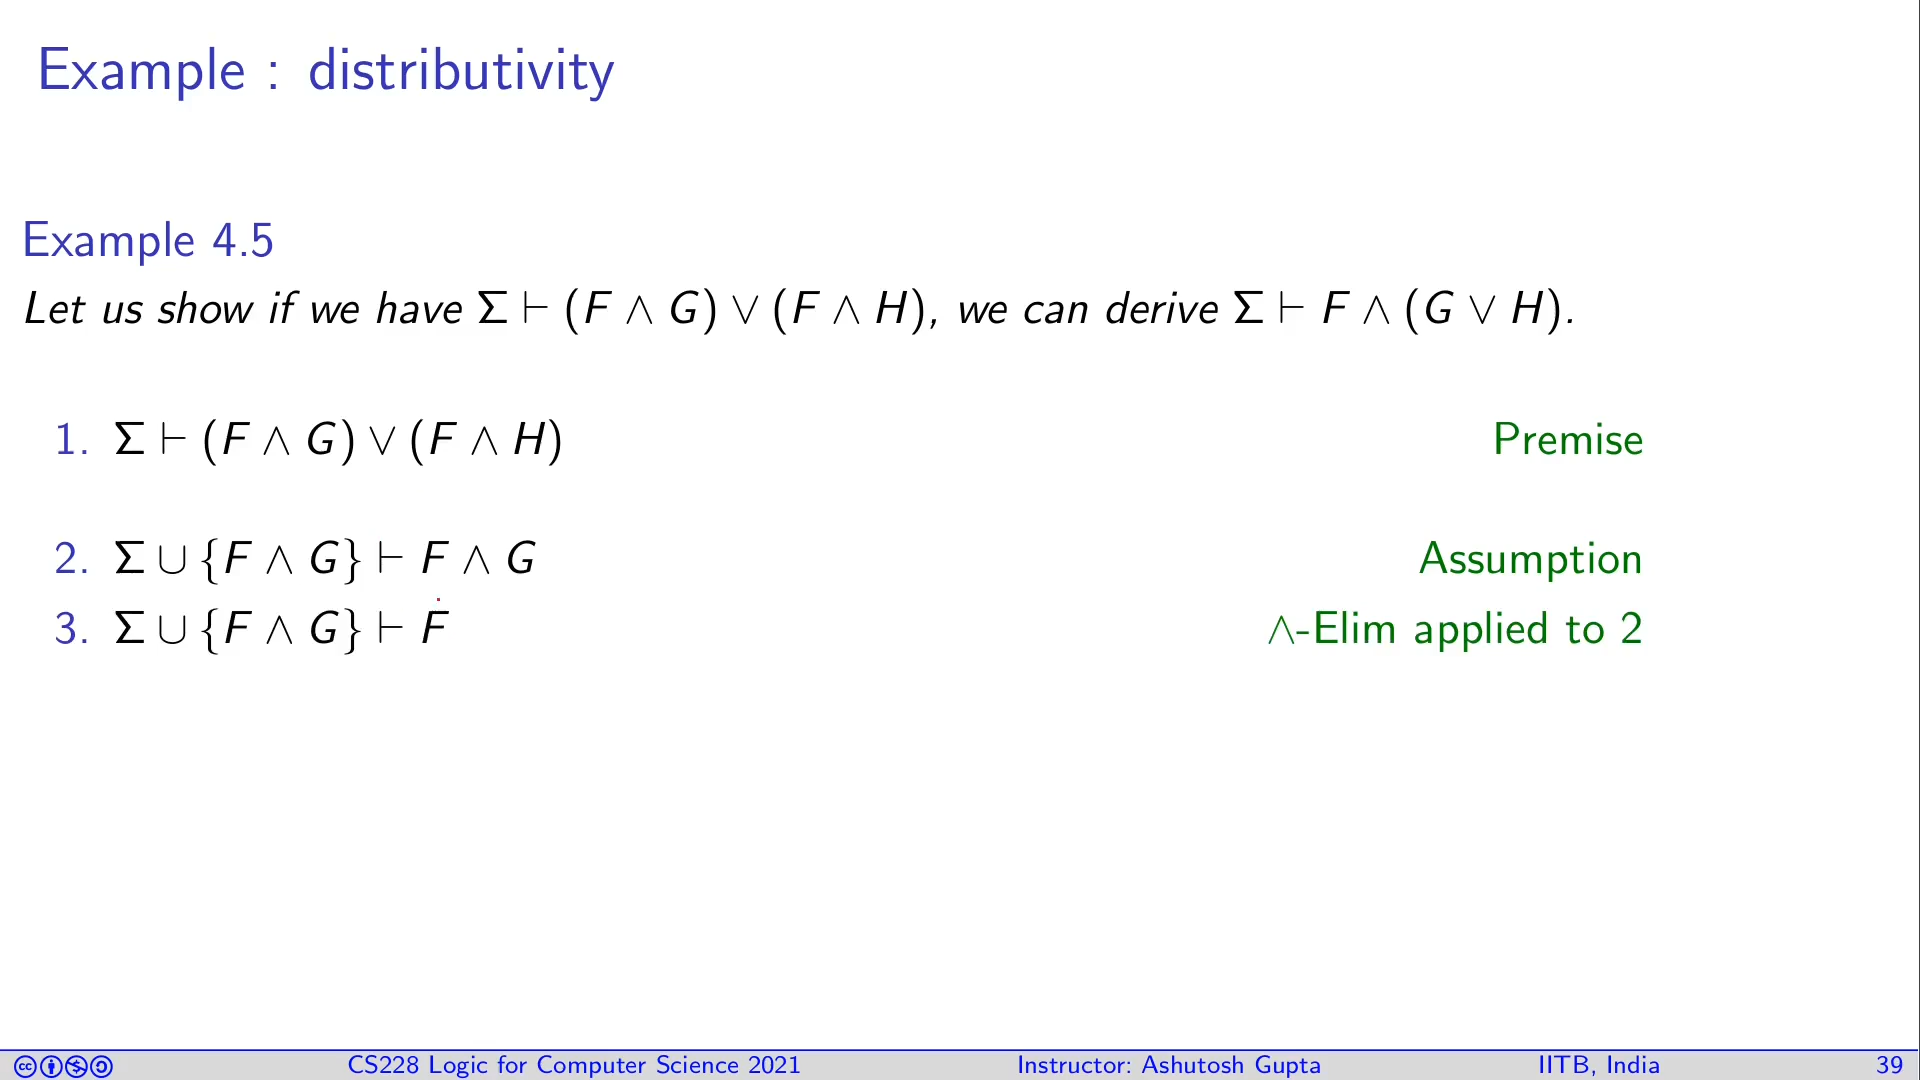 Example : distributivity
Example 4.5
Let us show if we have Σ ⊢ (F ∧ G) ∨ (F ∧ H), we can derive Σ ⊢ F ∧ (G ∨ H).
1. Σ ⊢ (F ∧ G) ∨ (F ∧ H) Premise
2. Σ ∪ {F ∧ G} ⊢ F ∧ G Assumption
3. Σ ∪ {F ∧ G} ⊢ F ∧-Elim applied to 2
CS228 Logic for Computer Science 2021 Instructor: Ashutosh Gupta IITB, India 39